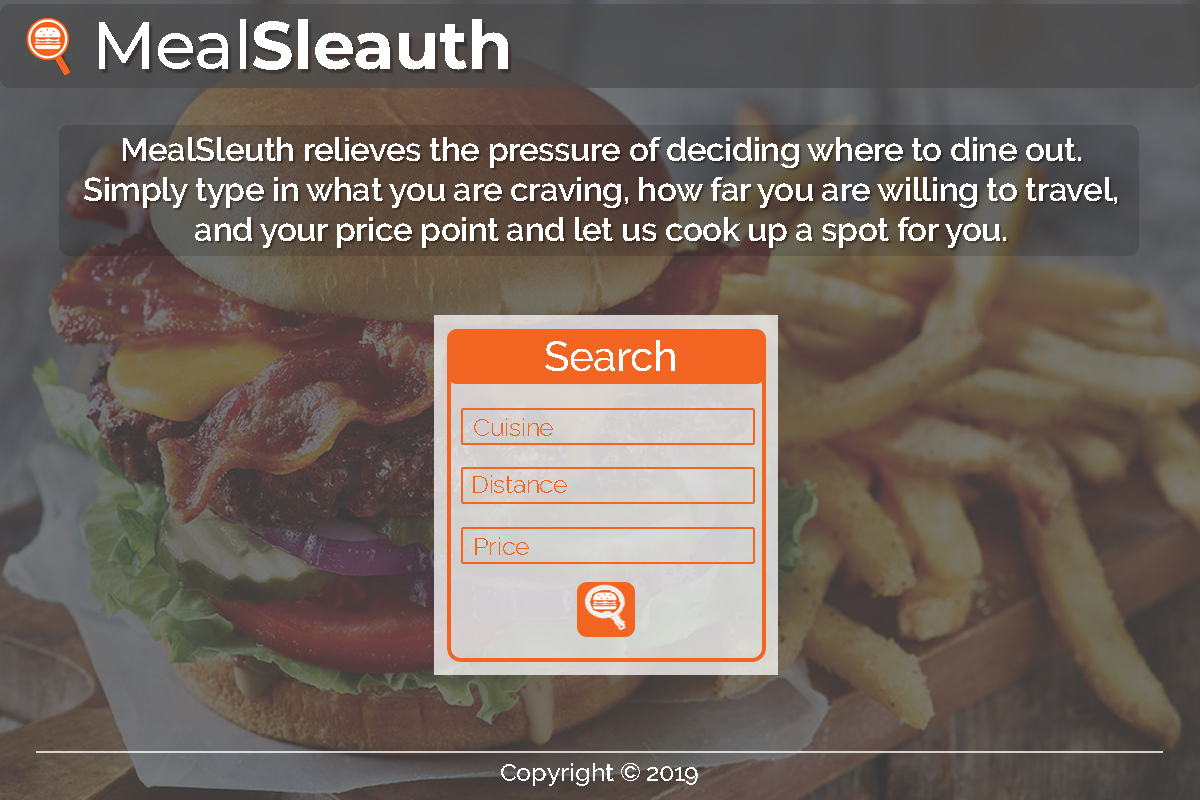 MealSleauth
MealSleuth relieves the pressure of deciding where to dine out.
Simply type in what you are craving, how far you are willing to travel,
and your price point and let us cook up a spot for you.
Search
Cuisine
Distance
Price
Copyright © 2019